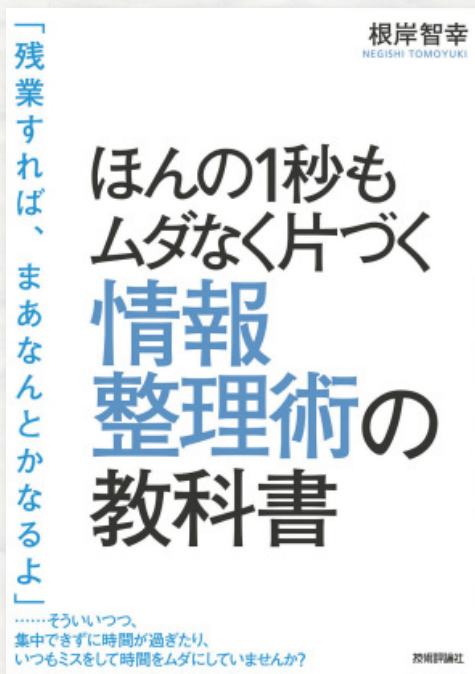 「残業すれば、まあなんとかなるよ」
根岸智幸
NEGISHI TOMOYUKI
ほんの1秒も
ムダなく片づく
情報
整理術の
教科書
……そういいつつ、
集中できずに時間が過ぎたり、
いつもミスをして時間をムダにしていませんか?
技術評論社